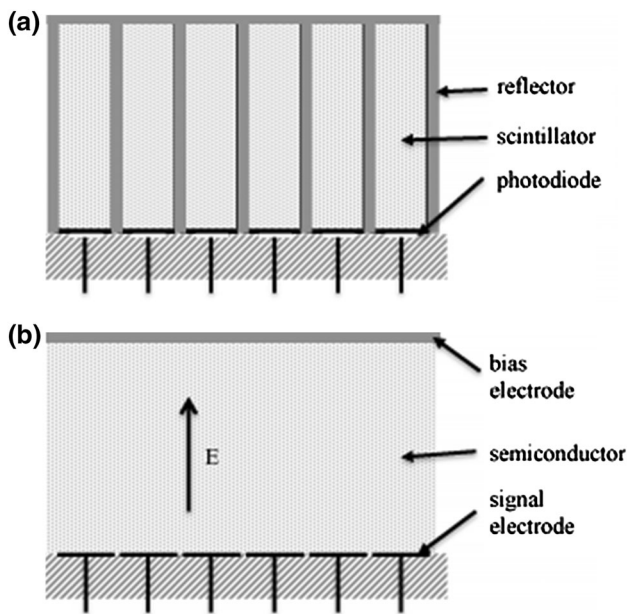 (a)
reflector
scintillator
photodiode
(b)
bias
electrode
E
semiconductor
signal
electrode